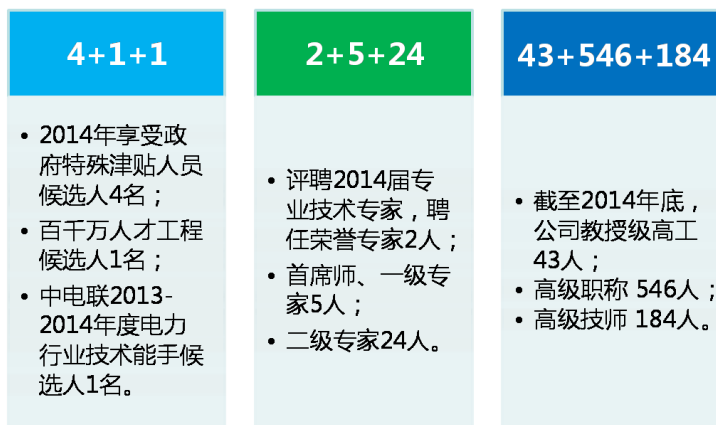 4+1+1
• 2014年享受政
府特殊津贴人员
候选人4名；
• 百千万人才工程
候选人1名；
• 中电联2013-
2014年度电力
行业技术能手候
选人1名。
2+5+24
• 评聘2014届专
业技术专家，聘
任荣誉专家2人；
• 首席师、一级专
家5人；
• 二级专家24人。
43+546+184
• 截至2014年底，
公司教授级高工
43人；
• 高级职称 546人；
• 高级技师 184人。